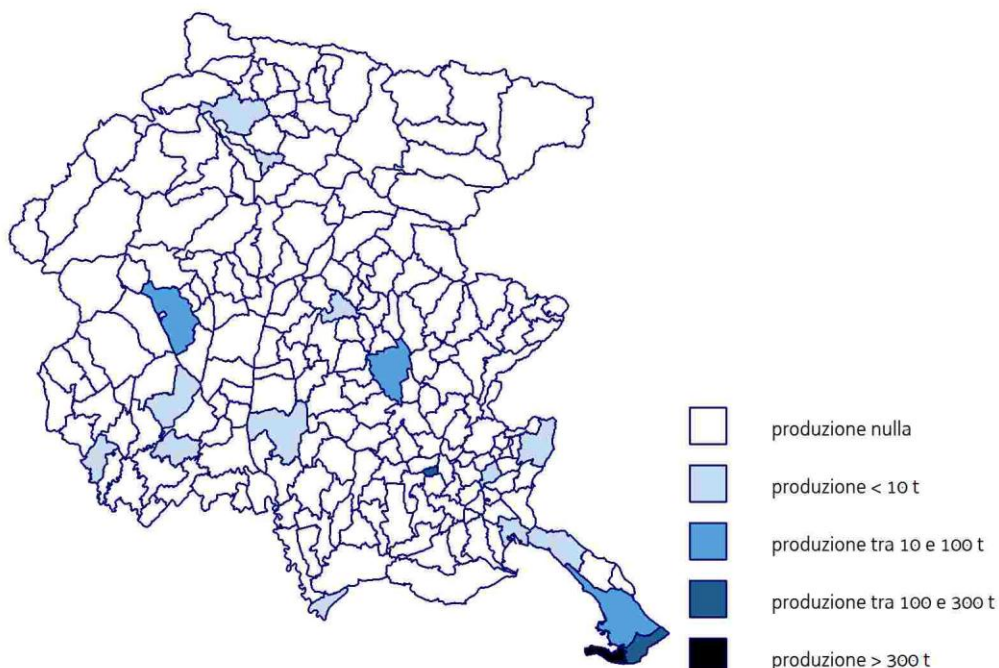 produzione nulla
produzione < 10 t
produzione tra 10 e 100 t
produzione tra 100 e 300 t
produzione > 300 t